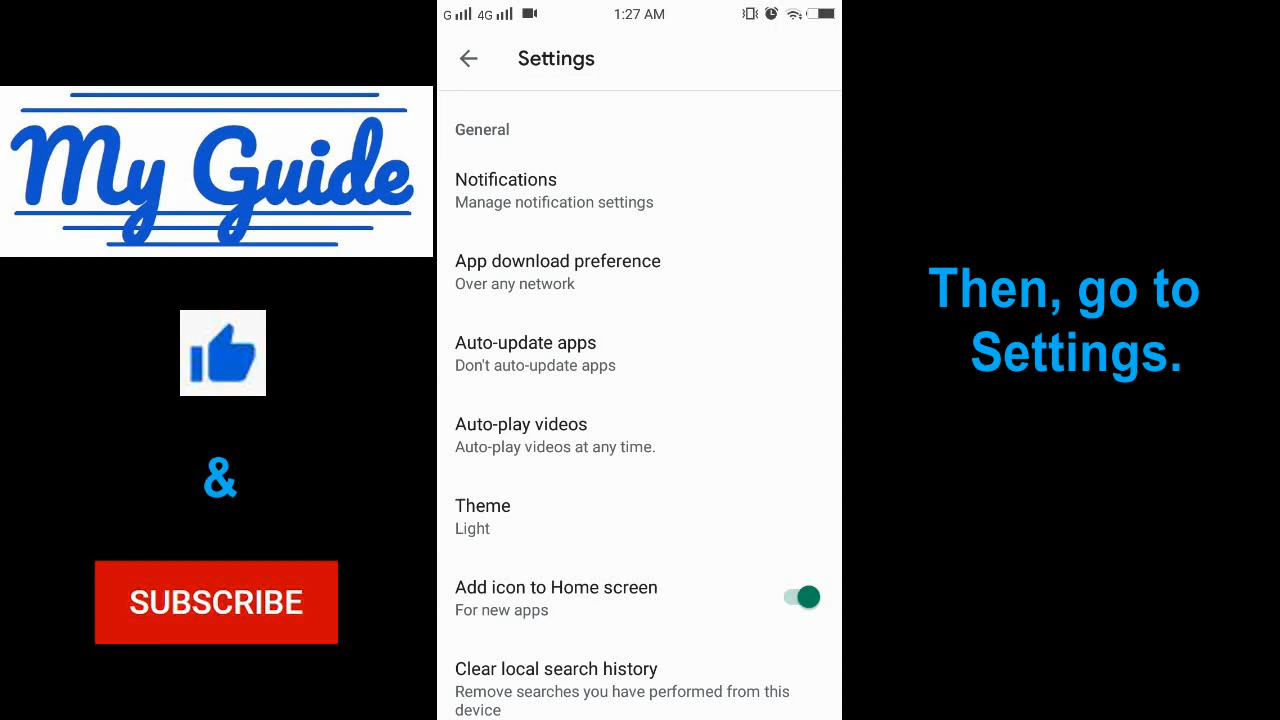 My Guide
&
SUBSCRIBE
G 4G 1:27 AM
Settings
General
Notifications
Manage notification settings
App download preference
Over any network
Auto-update apps
Don't auto-update apps
Auto-play videos
Auto-play videos at any time.
Theme
Light
Add icon to Home screen
For new apps
Clear local search history
Remove searches you have performed from this
device
Then, go to
Settings.